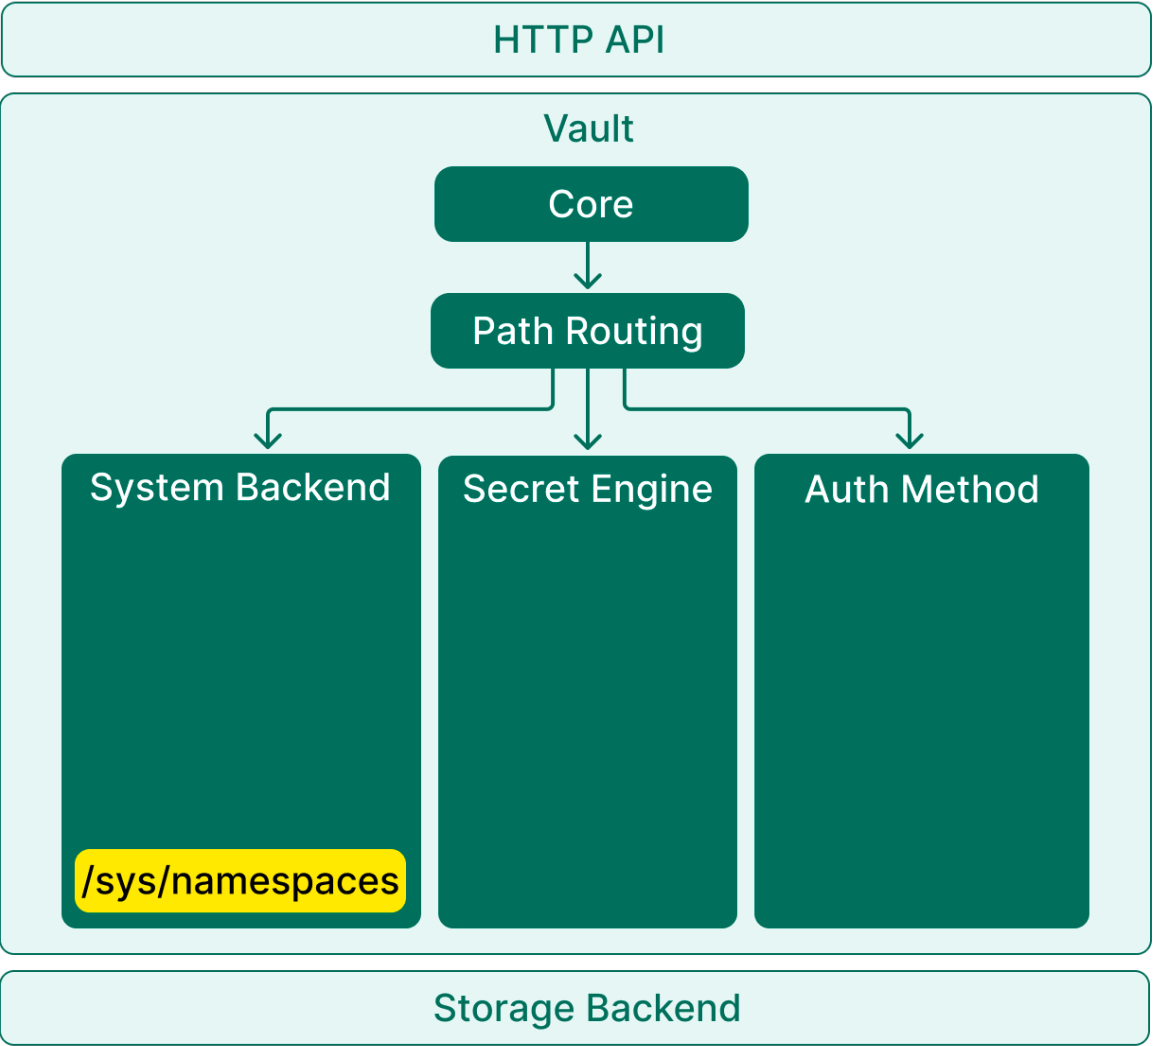 HTTP API
Vault
Core
Path Routing
System Backend
Secret Engine
Auth Method
/sys/namespaces
Storage Backend